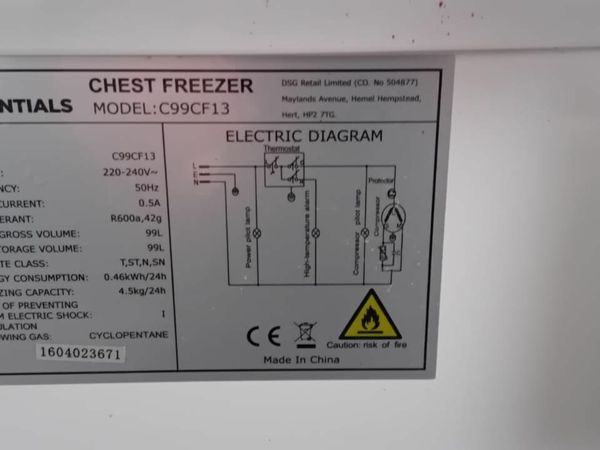 NTIALS
CHEST FREEZER
MODEL:C99CF13
DSG Retail Limited (CO. No 504877)
Maylands Avenue, Hemel Hempstead,
Hert, HP2 7TG.
C99CF13
: 220-240V~
NCY: 50Hz
CURRENT: 0.5A
ERANT: R600a,42g
GROSS VOLUME: 99L
TORAGE VOLUME: 99L
TE CLASS: T,ST,N,SN
GY CONSUMPTION: 0.46kWh/24h
ZING CAPACITY: 4.5kg/24h
OF PREVENTING
M ELECTRIC SHOCK: I
ULATION
WING GAS: CYCLOPENTANE
1604023671
ELECTRIC DIAGRAM
Thermostat
L
E
N
Power pilot lamp
High-temperature alarm
Compressor pilot lamp
Protector
Compressor
CE
Caution: risk of fire
Made In China